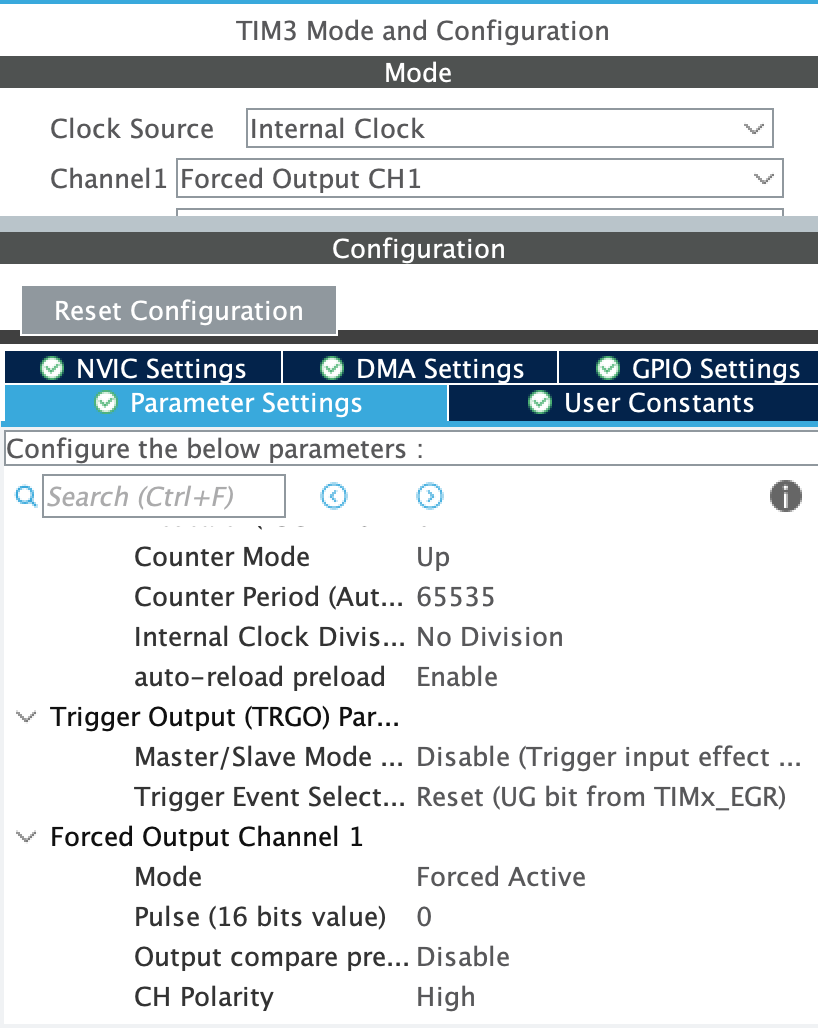 TIM3 Mode and Configuration
Mode
Clock Source Internal Clock
Channel1 Forced Output CH1
Configuration
Reset Configuration
NVIC Settings DMA Settings GPIO Settings
Parameter Settings User Constants
Configure the below parameters :
Search (Ctrl+F)
Counter Mode Up
Counter Period (Aut... 65535
Internal Clock Divis... No Division
auto-reload preload Enable
Trigger Output (TRGO) Par...
Master/Slave Mode ... Disable (Trigger input effect ...
Trigger Event Select... Reset (UG bit from TIMx_EGR)
Forced Output Channel 1
Mode Forced Active
Pulse (16 bits value) 0
Output compare pre... Disable
CH Polarity High